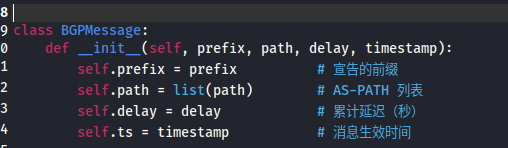 8
9 class BGPMessage:
0     def __init__(self, prefix, path, delay, timestamp):
1         self.prefix = prefix          # 宣告的前缀
2         self.path = list(path)        # AS-PATH 列表
3         self.delay = delay            # 累计延迟（秒）
4         self.ts = timestamp           # 消息生效时间